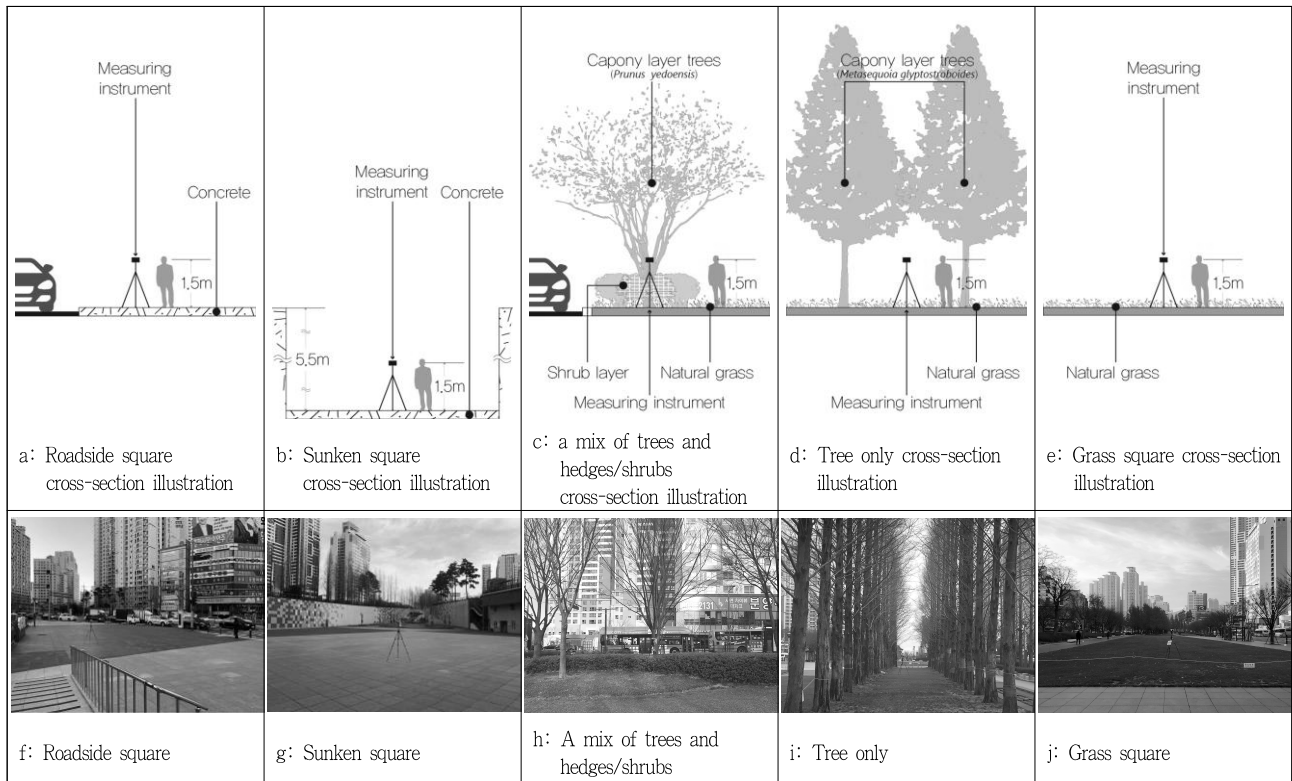 Measuring
instrument
Concrete
1.5m
a: Roadside square
cross-section illustration
Measuring
instrument Concrete
5.5m
1.5m
b: Sunken square
cross-section illustration
Capony layer trees
(Prunus yedoensis)
1.5m
Shrub layer Natural grass
Measuring instrument
c: a mix of trees and
hedges/shrubs
cross-section illustration
Capony layer trees
(Metasequoia glyptostroboides)
1.5m
Natural grass
Measuring instrument
d: Tree only cross-section
illustration
Measuring
instrument
1.5m
Natural grass
e: Grass square cross-section
illustration
f: Roadside square
g: Sunken square
2131.
h: A mix of trees and
hedges/shrubs
i: Tree only
j: Grass square